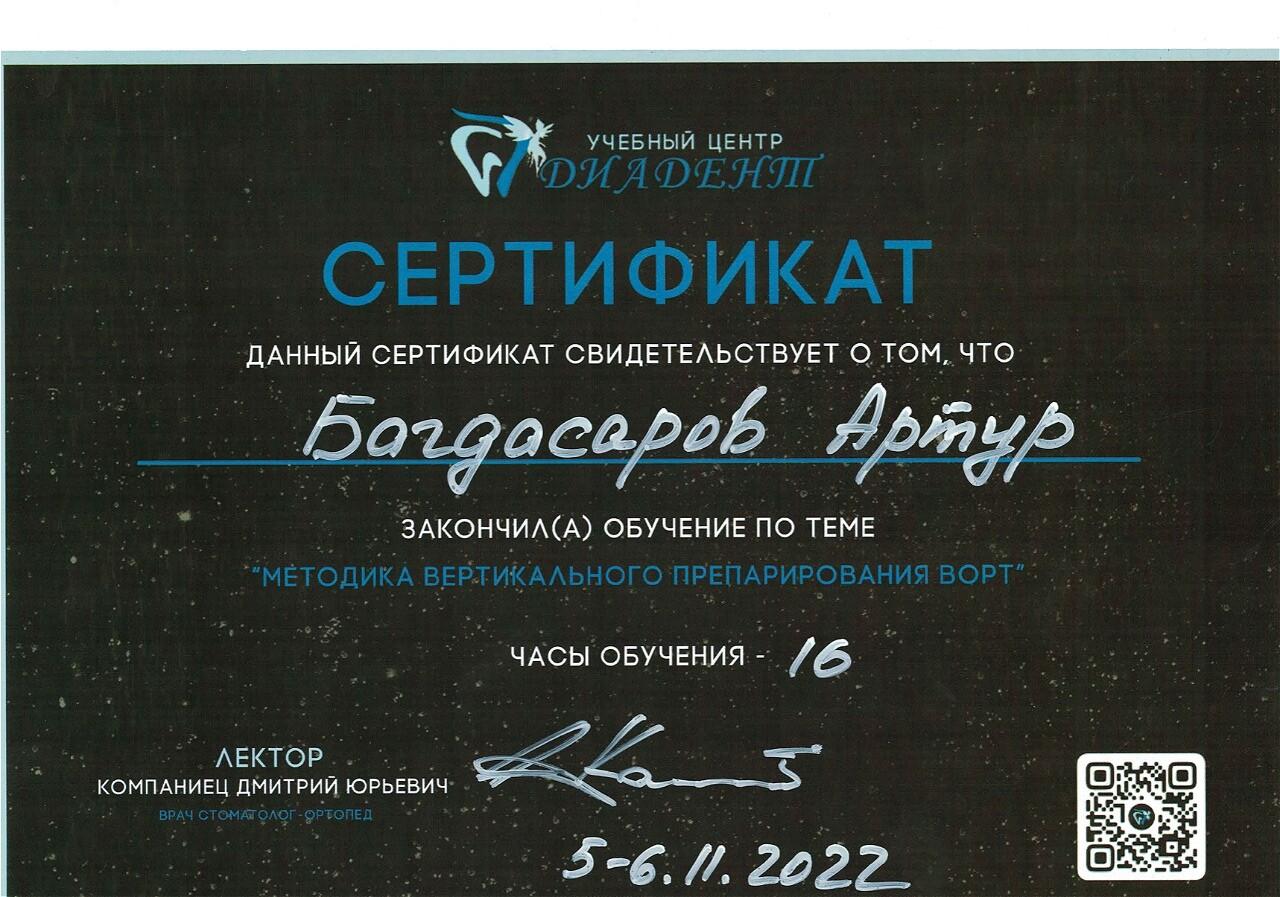 УЧЕБНЫЙ ЦЕНТР
ДИАДЕНТ
СЕРТИФИКАТ
ДАННЫЙ СЕРТИФИКАТ СВИДЕТЕЛЬСТВУЕТ О ТОМ, ЧТО
Багдасаров Артур
ЗАКОНЧИЛ(А) ОБУЧЕНИЕ ПО ТЕМЕ
“МЕТОДИКА ВЕРТИКАЛЬНОГО ПРЕПАРИРОВАНИЯ ВОРТ”
ЧАСЫ ОБУЧЕНИЯ - 16
ЛЕКТОР
КОМПАНИЕЦ ДМИТРИЙ ЮРЬЕВИЧ
ВРАЧ СТОМАТОЛОГ-ОРТОПЕД
5-6.11.2022